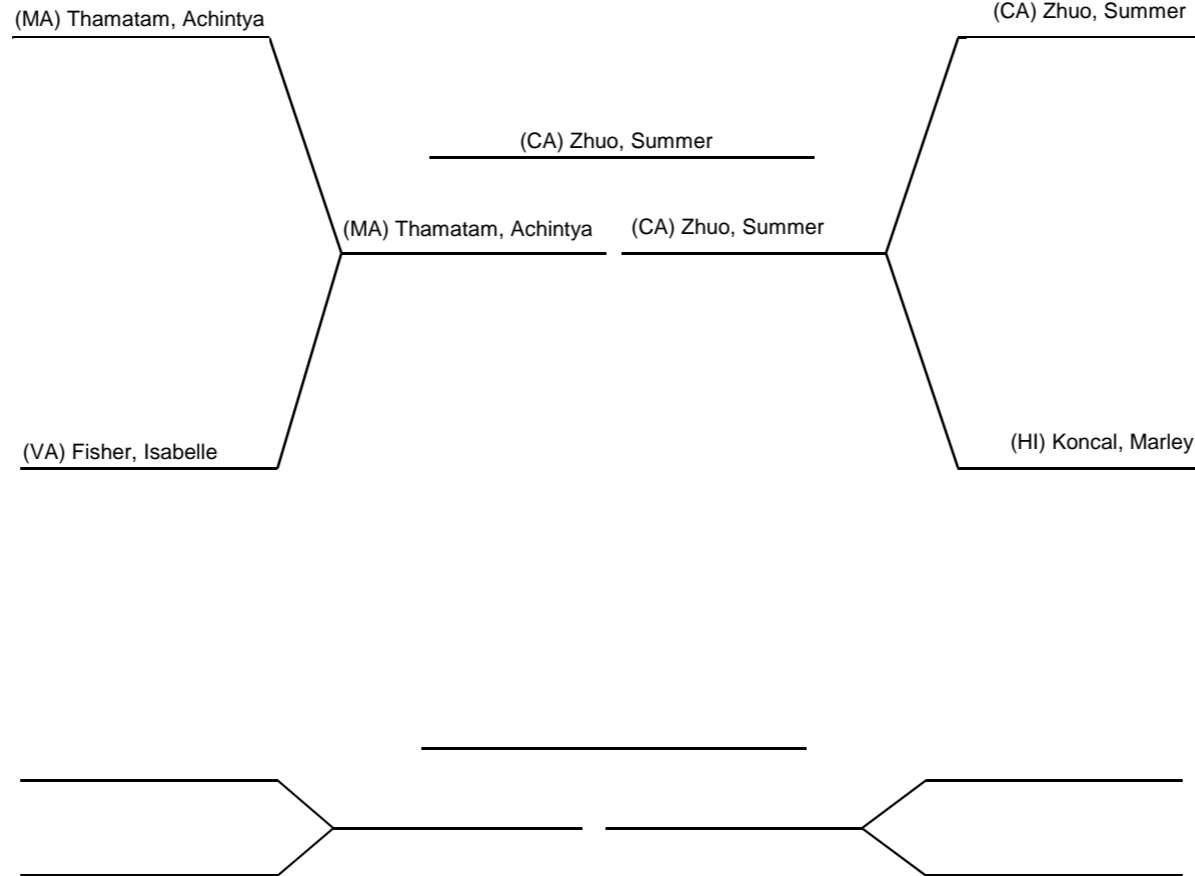 (MA) Thamatam, Achintya
(CA) Zhuo, Summer
(CA) Zhuo, Summer
(MA) Thamatam, Achintya
(CA) Zhuo, Summer
(VA) Fisher, Isabelle
(HI) Koncal, Marley